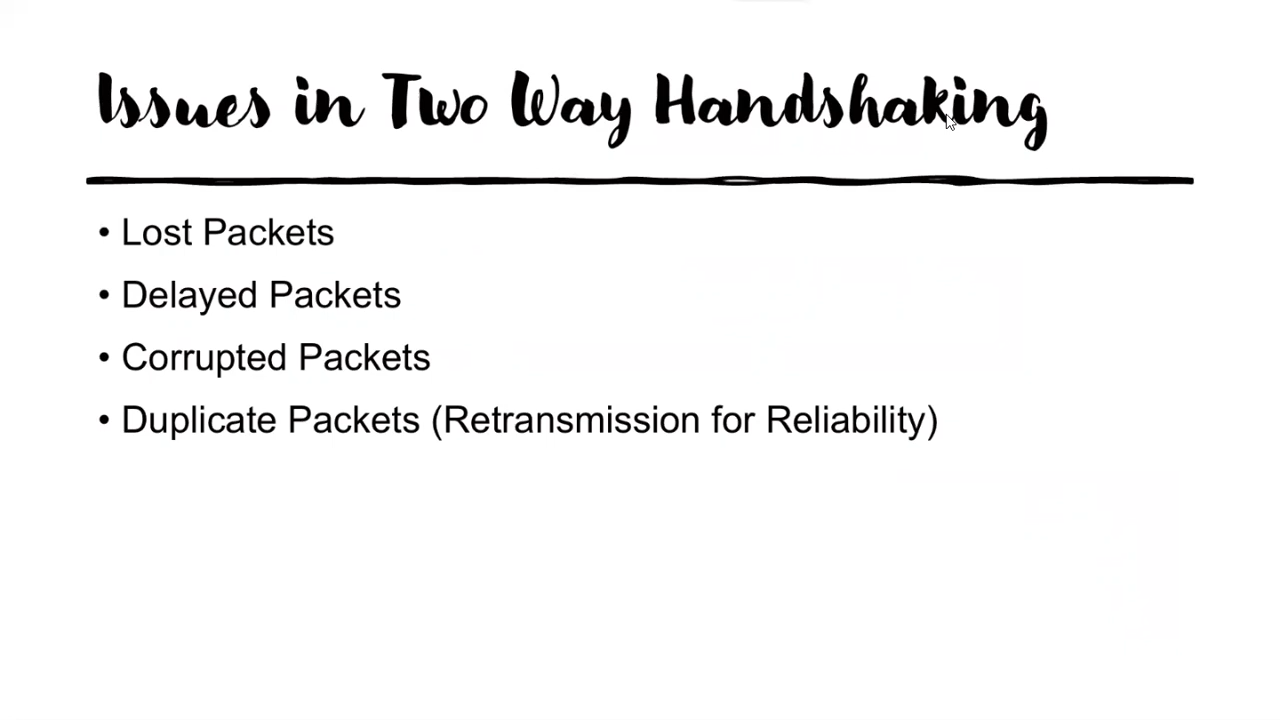 Issues in Two Way Handshaking
• Lost Packets
• Delayed Packets
• Corrupted Packets
• Duplicate Packets (Retransmission for Reliability)